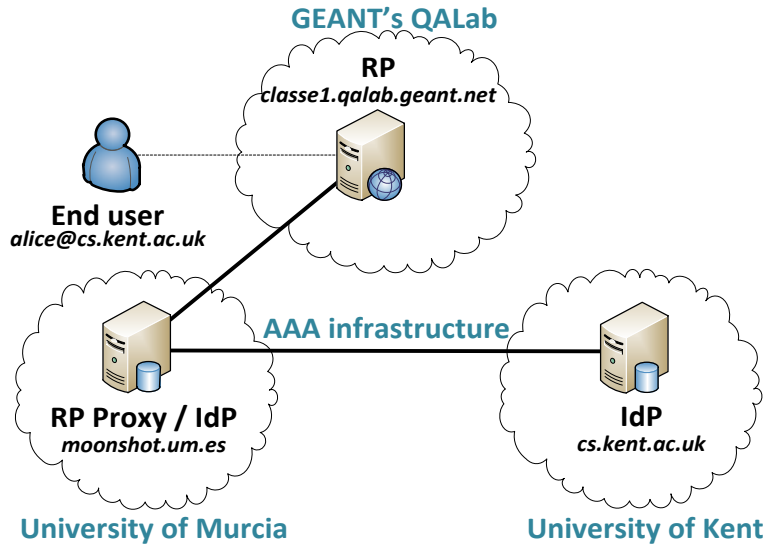 GEANT's QALab
RP
classe1.qalab.geant.net
End user
alice@cs.kent.ac.uk
AAA infrastructure
RP Proxy / IdP
moonshot.um.es
IdP
cs.kent.ac.uk
University of Murcia
University of Kent